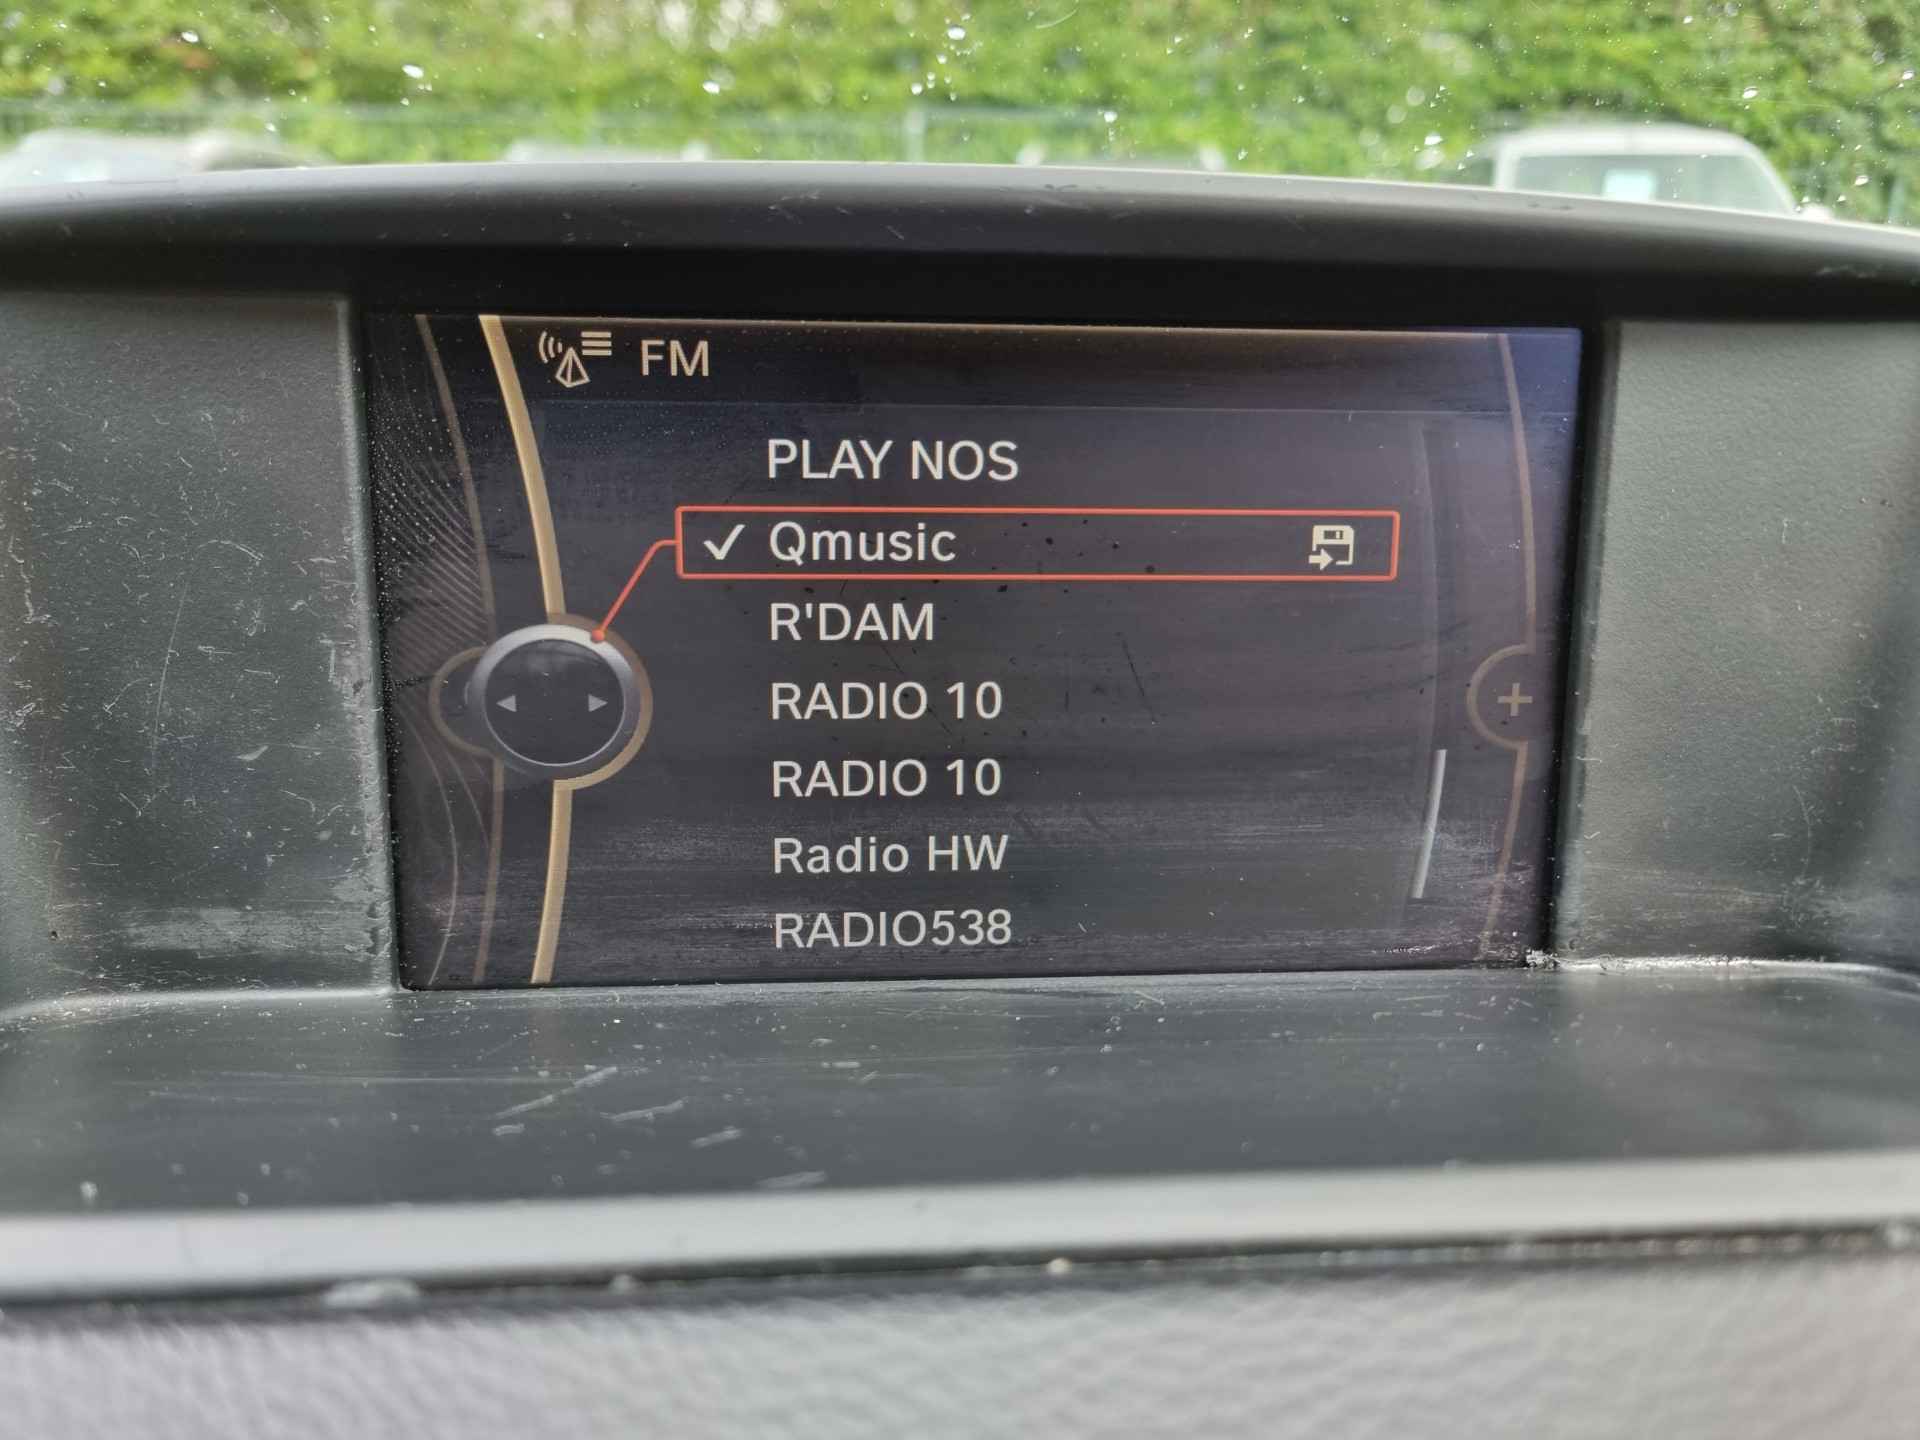 FM
PLAY NOS
Qmusic
R'DAM
RADIO 10
RADIO 10
Radio HW
RADIO538